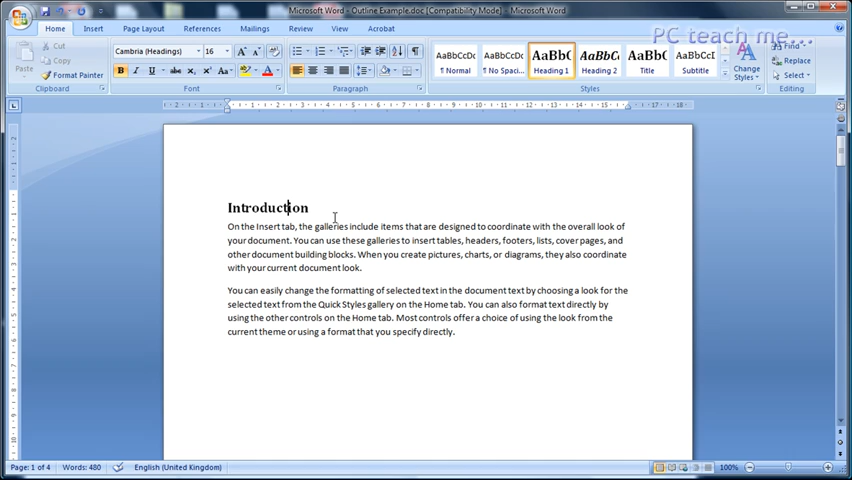 Microsoft Word - Outline Example.doc [Compatibility Mode] - Microsoft Word
PC teach me...
Home Insert Page Layout References Mailings Review View Acrobat
Cut
Copy
Format Painter
Paste
Clipboard
Cambria (Headings) 16
Font
Paragraph
AaBbCcDc AaBbCcDc AaBbC AaBbCc AaBbC AaBbCcI
¶ Normal ¶ No Spaci... Heading 1 Heading 2 Title Subtitle
Change
Styles
Styles
Find
Replace
Select
Editing
Introduction
On the Insert tab, the galleries include items that are designed to coordinate with the overall look of
your document. You can use these galleries to insert tables, headers, footers, lists, cover pages, and
other document building blocks. When you create pictures, charts, or diagrams, they also coordinate
with your current document look.
You can easily change the formatting of selected text in the document text by choosing a look for the
selected text from the Quick Styles gallery on the Home tab. You can also format text directly by
using the other controls on the Home tab. Most controls offer a choice of using the look from the
current theme or using a format that you specify directly.
Page: 1 of 4 Words: 480 English (United Kingdom) 100%